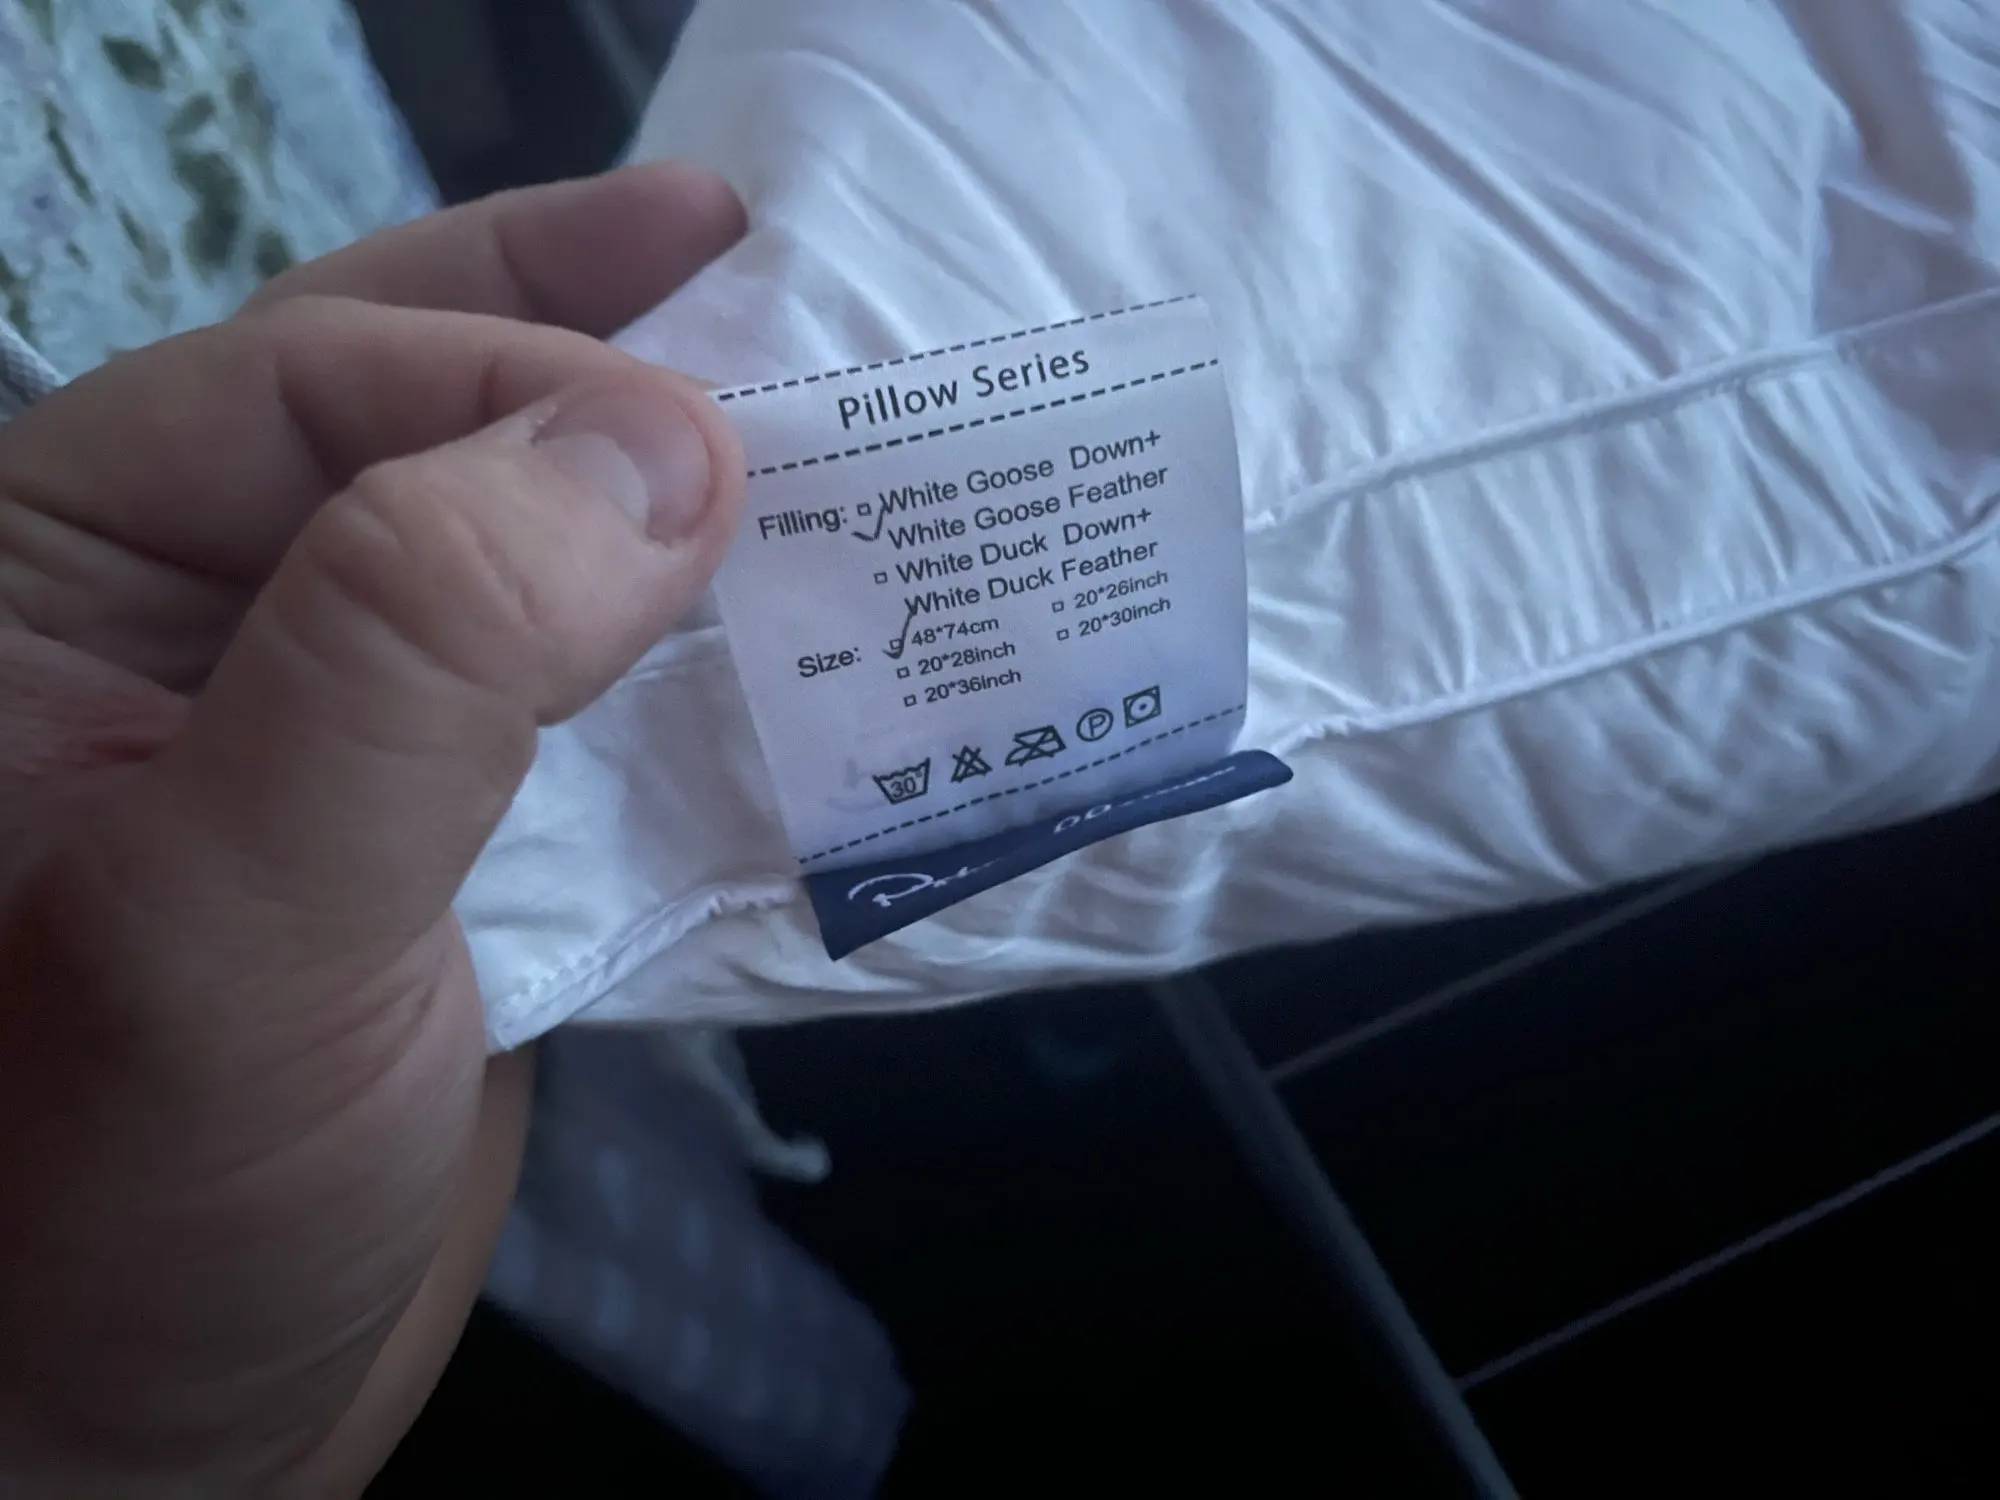 Pillow Series
Filling: White Goose Down+
White Goose Feather
White Duck Down+
White Duck Feather
Size: 48*74cm 20*26inch
20*28inch 20*30inch
20*36inch
30° P